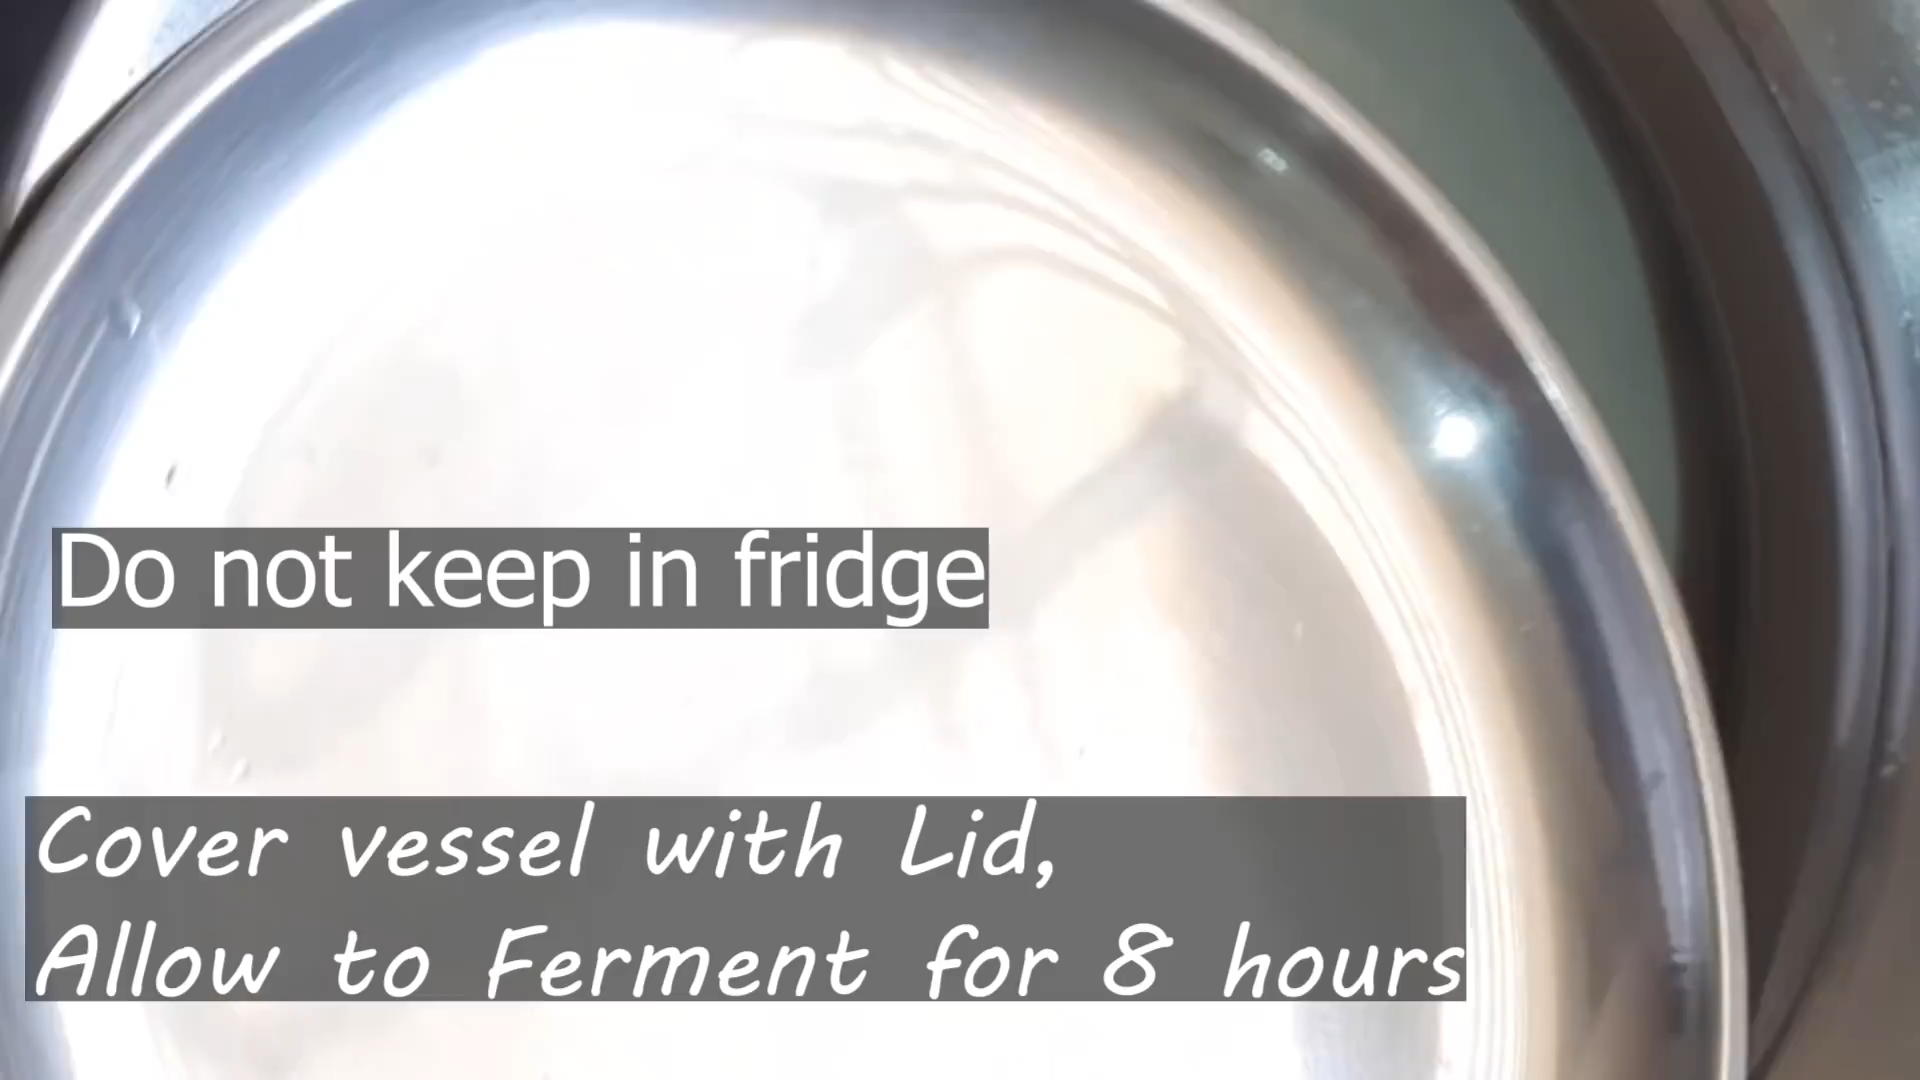 Do not keep in fridge
Cover vessel with Lid,
Allow to Ferment for 8 hours